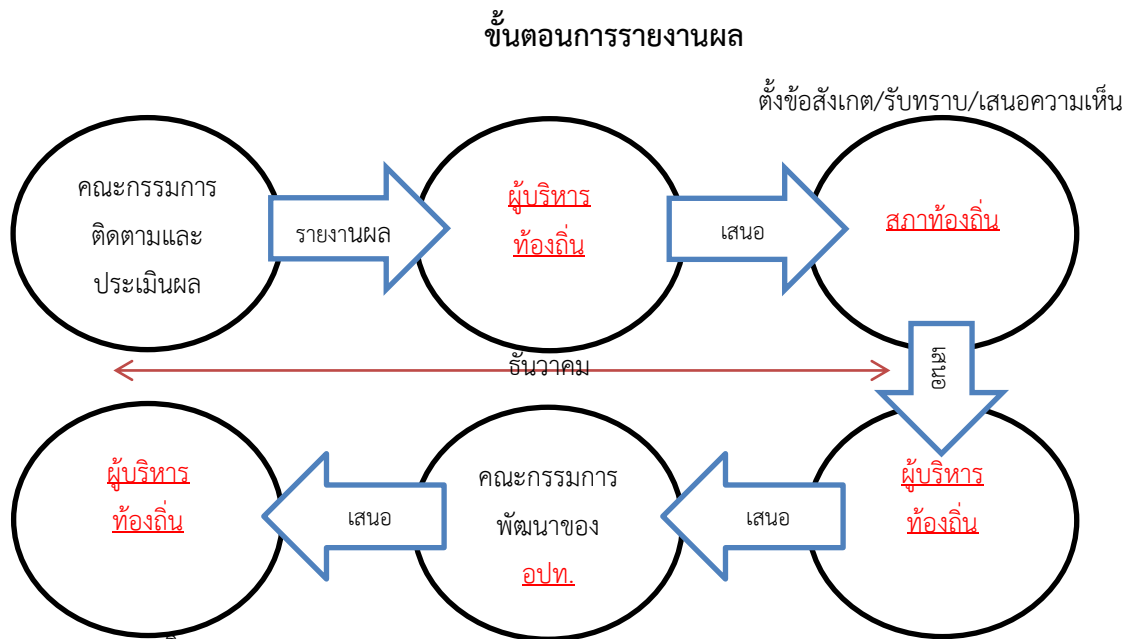 ขั้นตอนการรายงานผล
ตั้งข้อสังเกต/รับทราบ/เสนอความเห็น
คณะกรรมการ
ติดตามและ
ประเมินผล
รายงานผล
ผู้บริหาร
ท้องถิ่น
เสนอ
สภาท้องถิ่น
เสนอ
ธันวาคม
ผู้บริหาร
ท้องถิ่น
เสนอ
คณะกรรมการ
พัฒนาของ
อปท.
เสนอ
ผู้บริหาร
ท้องถิ่น